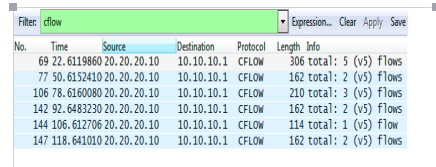 Filter: cflow Expression... Clear Apply Save
No. Time Source Destination Protocol Length Info
69 22.6119860 20.20.20.10 10.10.10.1 CFLOW 306 total: 5 (v5) flows
77 50.6152410 20.20.20.10 10.10.10.1 CFLOW 162 total: 2 (v5) flows
106 78.6160080 20.20.20.10 10.10.10.1 CFLOW 210 total: 3 (v5) flows
142 92.6483230 20.20.20.10 10.10.10.1 CFLOW 162 total: 2 (v5) flows
144 106.612706 20.20.20.10 10.10.10.1 CFLOW 114 total: 1 (v5) flow
147 118.641010 20.20.20.10 10.10.10.1 CFLOW 162 total: 2 (v5) flows